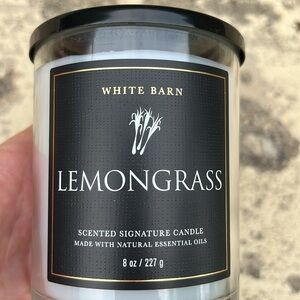 WHITE BARN
LEMONGRASS
SCENTED SIGNATURE CANDLE
MADE WITH NATURAL ESSENTIAL OILS
8 oz / 227 g